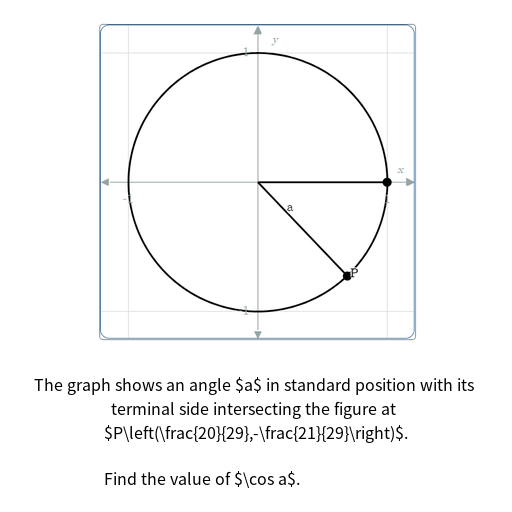 y
1
x
-1
1
a
P
-1
The graph shows an angle $a$ in standard position with its
terminal side intersecting the figure at
$P\left(\frac{20}{29},-\frac{21}{29}\right)$.
Find the value of $\cos a$.